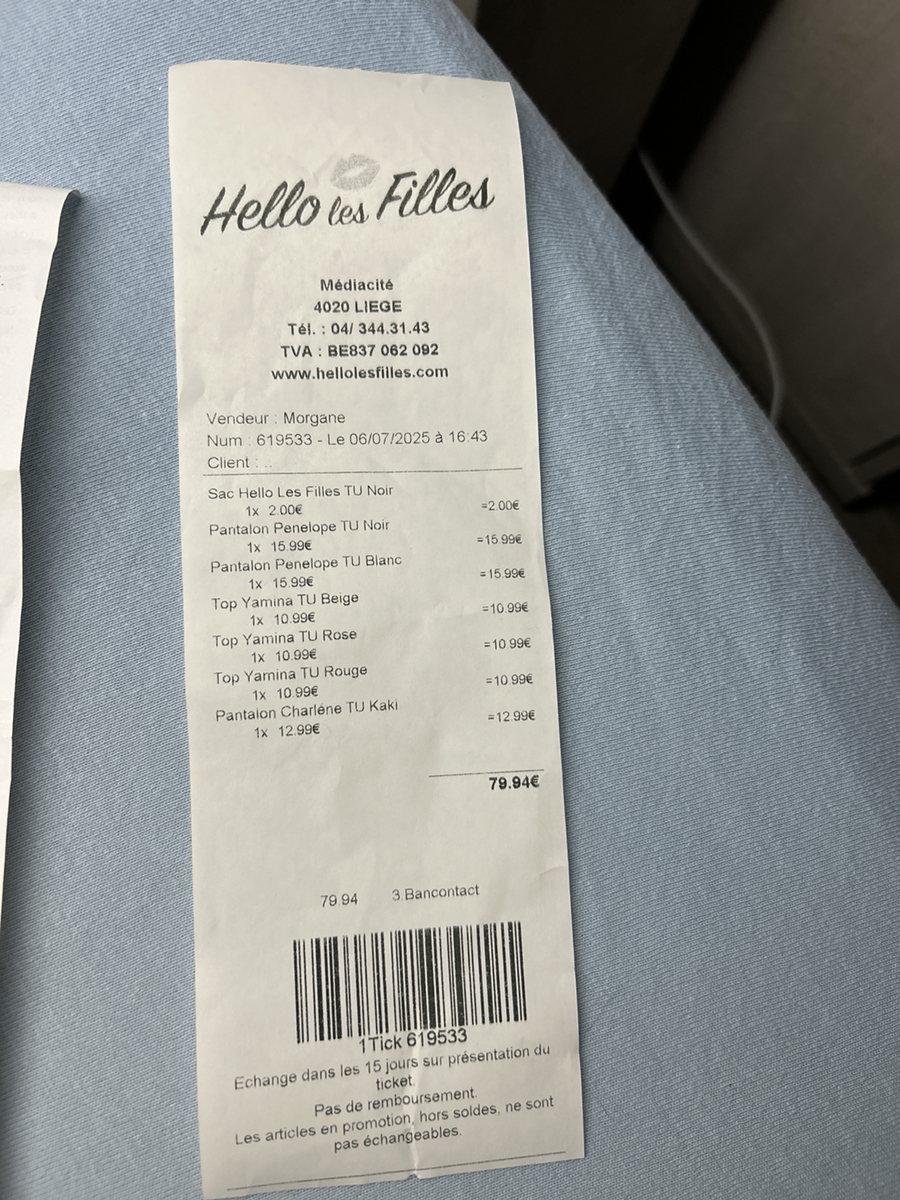 Hello les Filles
Médiacité
4020 LIEGE
Tél. : 04/ 344.31.43
TVA : BE837 062 092
www.hellolesfilles.com
Vendeur : Morgane
Num : 619533 - Le 06/07/2025 à 16:43
Client : ..
Sac Hello Les Filles TU Noir
1x 2.00€ =2.00€
Pantalon Penelope TU Noir
1x 15.99€ =15.99€
Pantalon Penelope TU Blanc
1x 15.99€ =15.99€
Top Yamina TU Beige
1x 10.99€ =10.99€
Top Yamina TU Rose
1x 10.99€ =10.99€
Top Yamina TU Rouge
1x 10.99€ =10.99€
Pantalon Charlène TU Kaki
1x 12.99€ =12.99€
79.94€
79.94 3.Bancontact
1Tick 619533
Echange dans les 15 jours sur présentation du
ticket.
Pas de remboursement.
Les articles en promotion, hors soldes, ne sont
pas échangeables.